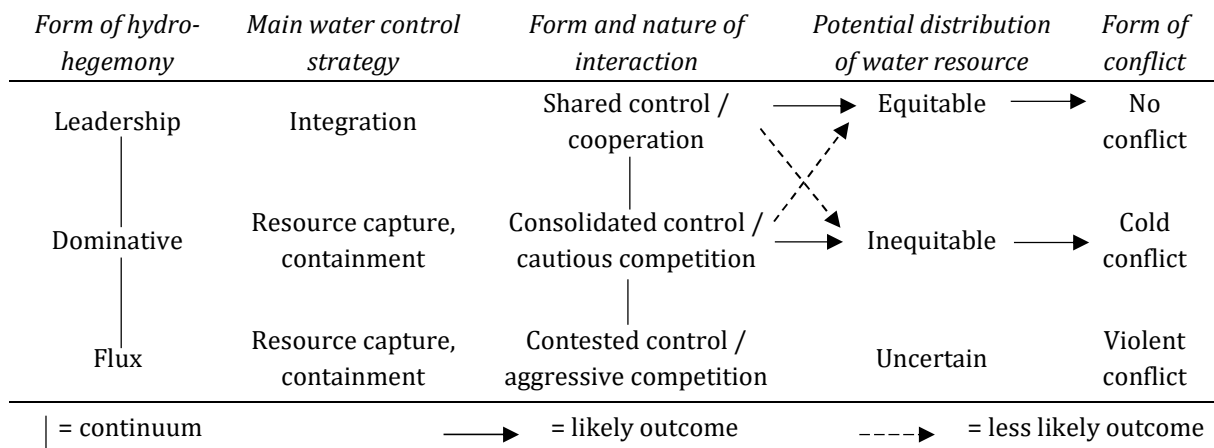 Form of hydro- Main water control Form and nature of Potential distribution Form of
hegemony strategy interaction of water resource conflict
Shared control / Equitable No
Leadership Integration cooperation conflict
Resource capture, Consolidated control / Cold
Dominative containment cautious competition Inequitable conflict
Resource capture, Contested control / Violent
Flux containment aggressive competition Uncertain conflict
| = continuum = likely outcome = less likely outcome